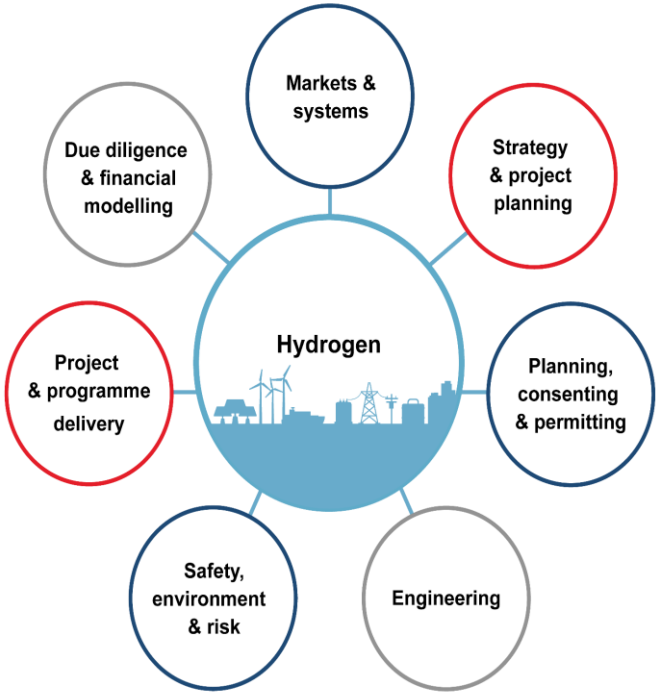 Markets &
systems
Strategy
& project
planning
Planning,
consenting
& permitting
Engineering
Safety,
environment
& risk
Project
& programme
delivery
Due diligence
& financial
modelling
Hydrogen